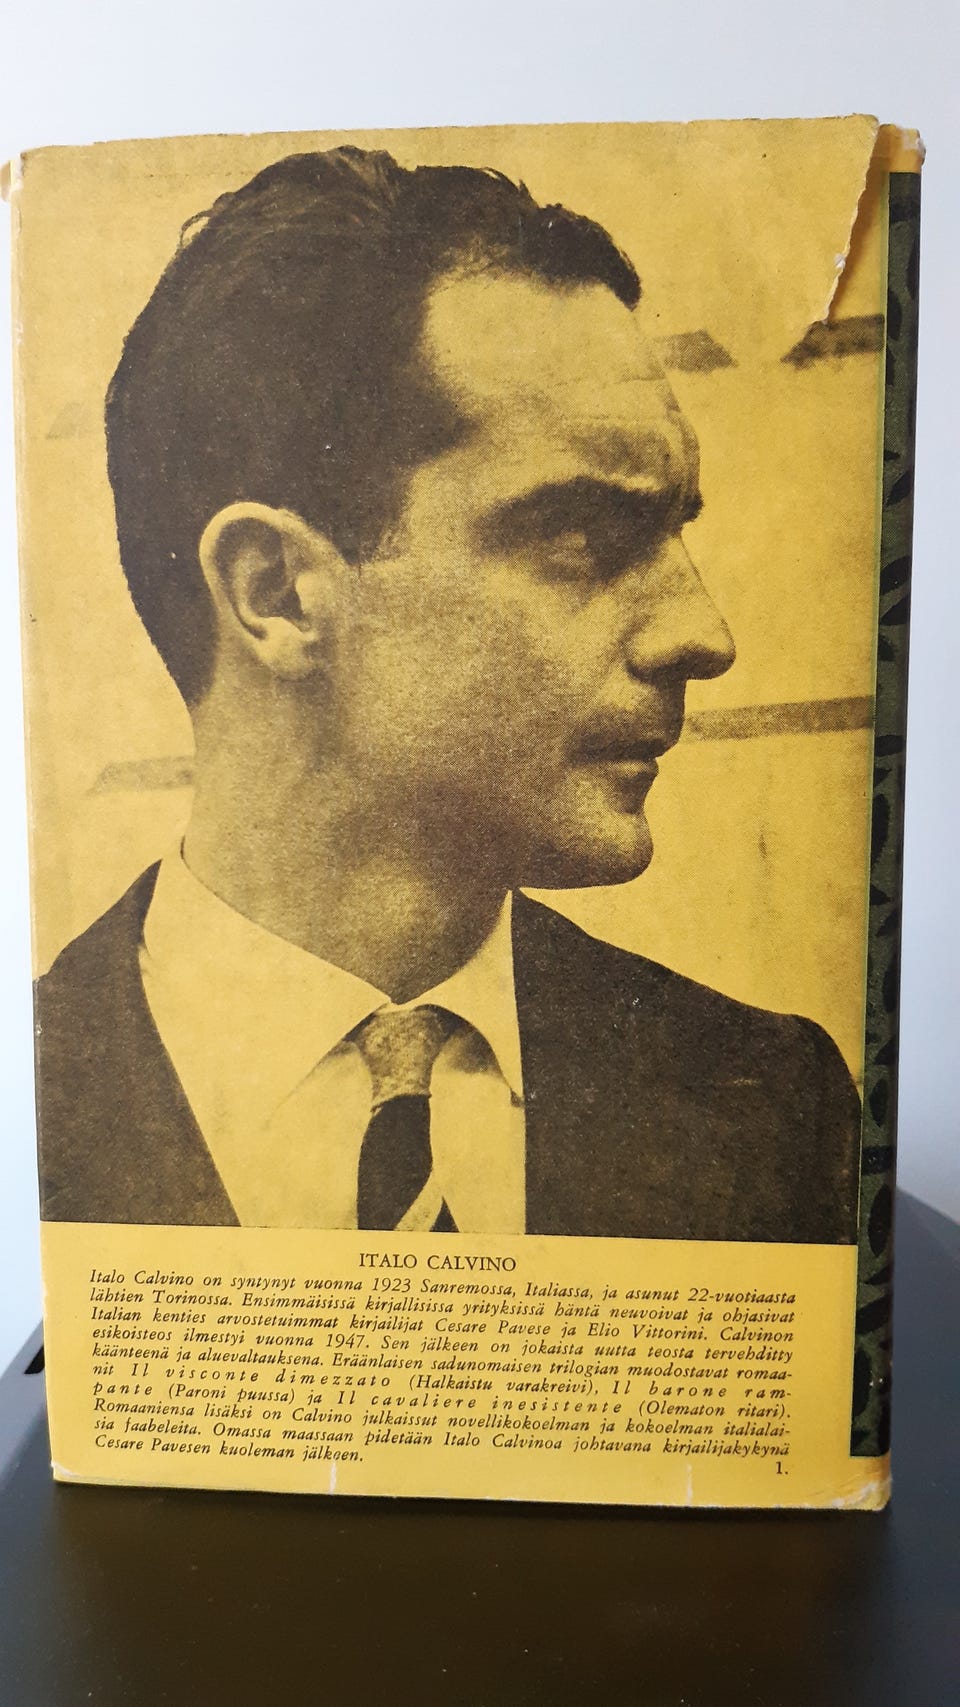 ITALO CALVINO
Italo Calvino on syntynyt vuonna 1923 Sanremossa, Italiassa, ja asunut 22-vuotiaasta
lähtien Torinossa. Ensimmäisissä kirjallisissa yrityksissä häntä neuvoivat ja ohjasivat
Italian kenties arvostetuimmat kirjailijat Cesare Pavese ja Elio Vittorini. Calvinon
esikoisteos ilmestyi vuonna 1947. Sen jälkeen on jokaista uutta teosta tervehditty
käänteenä ja aluevaltauksena. Eräänlaisen sadunomaisen trilogian muodostavat romaa-
nit Il visconte dimezzato (Halkaistu varakreivi), Il barone ram-
pante (Paroni puussa) ja Il cavaliere inesistente (Olematon ritari).
Romaaniensa lisäksi on Calvino julkaissut novellikokoelman ja kokoelman italialai-
sia faabeleita. Omassa maassaan pidetään Italo Calvinoa johtavana kirjailijakykynä
Cesare Pavesen kuoleman jälkeen.
1.